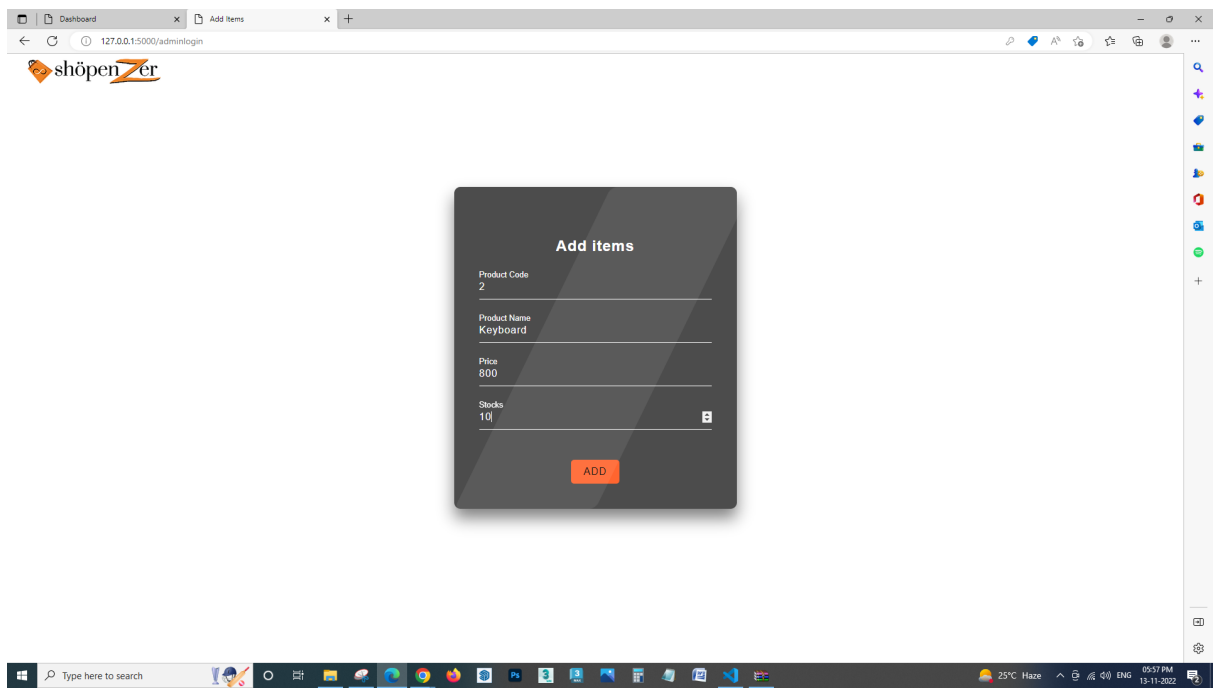 Dashboard
Add Items
127.0.0.1:5000/adminlogin
shöpenZer
Add items
Product Code
2
Product Name
Keyboard
Price
800
Stocks
10
ADD
Type here to search
Ps
25°C Haze
ENG
05:57 PM
13-11-2022